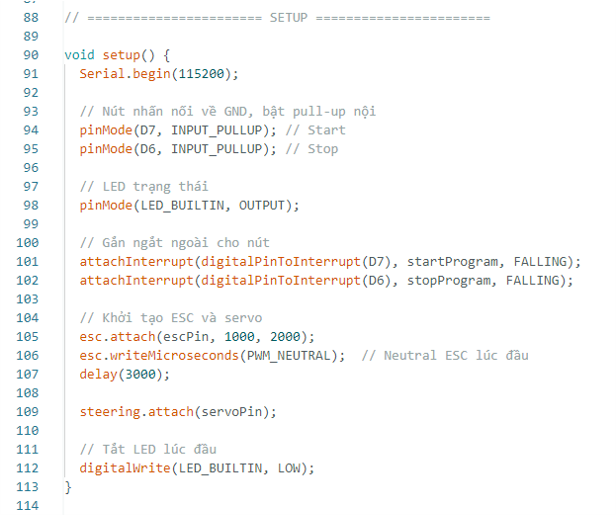 88 // ======================= SETUP =======================
89
90 void setup() {
91 Serial.begin(115200);
92
93 // Nút nhấn nối về GND, bật pull-up nội
94 pinMode(D7, INPUT_PULLUP); // Start
95 pinMode(D6, INPUT_PULLUP); // Stop
96
97 // LED trạng thái
98 pinMode(LED_BUILTIN, OUTPUT);
99
100 // Gắn ngắt ngoài cho nút
101 attachInterrupt(digitalPinToInterrupt(D7), startProgram, FALLING);
102 attachInterrupt(digitalPinToInterrupt(D6), stopProgram, FALLING);
103
104 // Khởi tạo ESC và servo
105 esc.attach(escPin, 1000, 2000);
106 esc.writeMicroseconds(PWM_NEUTRAL); // Neutral ESC lúc đầu
107 delay(3000);
108
109 steering.attach(servoPin);
110
111 // Tắt LED lúc đầu
112 digitalWrite(LED_BUILTIN, LOW);
113 }
114